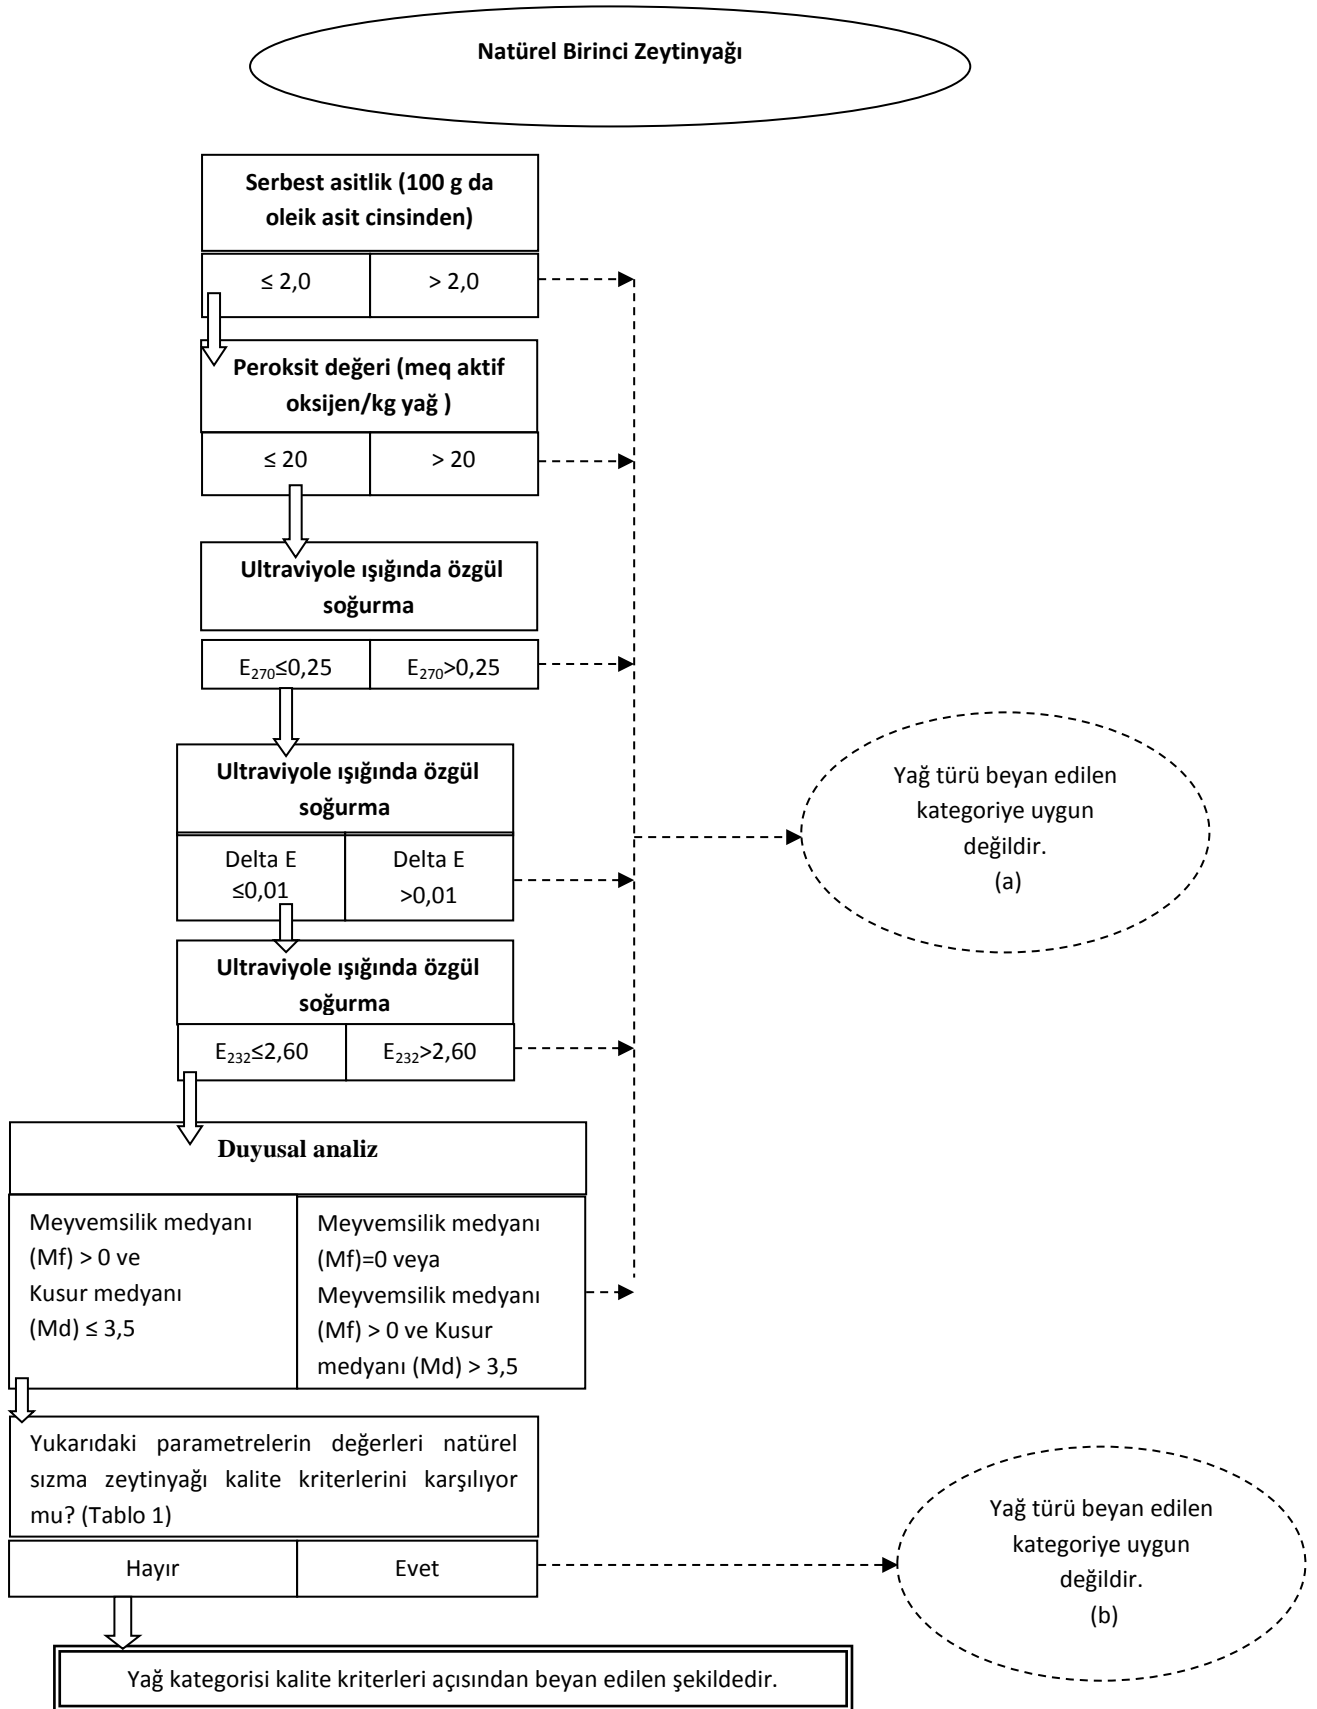 Natürel Birinci Zeytinyağı
Serbest asitlik (100 g da
oleik asit cinsinden)
≤ 2,0
> 2,0
Peroksit değeri (meq aktif
oksijen/kg yağ )
≤ 20
> 20
Ultraviyole ışığında özgül
soğurma
E270≤0,25
E270>0,25
Ultraviyole ışığında özgül
soğurma
Delta E
≤0,01
Delta E
>0,01
Ultraviyole ışığında özgül
soğurma
E232≤2,60
E232>2,60
Yağ türü beyan edilen
kategoriye uygun
değildir.
(a)
Duyusal analiz
Meyvemsilik medyanı
(Mf) > 0 ve
Kusur medyanı
(Md) ≤ 3,5
Meyvemsilik medyanı
(Mf)=0 veya
Meyvemsilik medyanı
(Mf) > 0 ve Kusur
medyanı (Md) > 3,5
Yukarıdaki parametrelerin değerleri natürel
sızma zeytinyağı kalite kriterlerini karşılıyor
mu? (Tablo 1)
Hayır
Evet
Yağ türü beyan edilen
kategoriye uygun
değildir.
(b)
Yağ kategorisi kalite kriterleri açısından beyan edilen şekildedir.